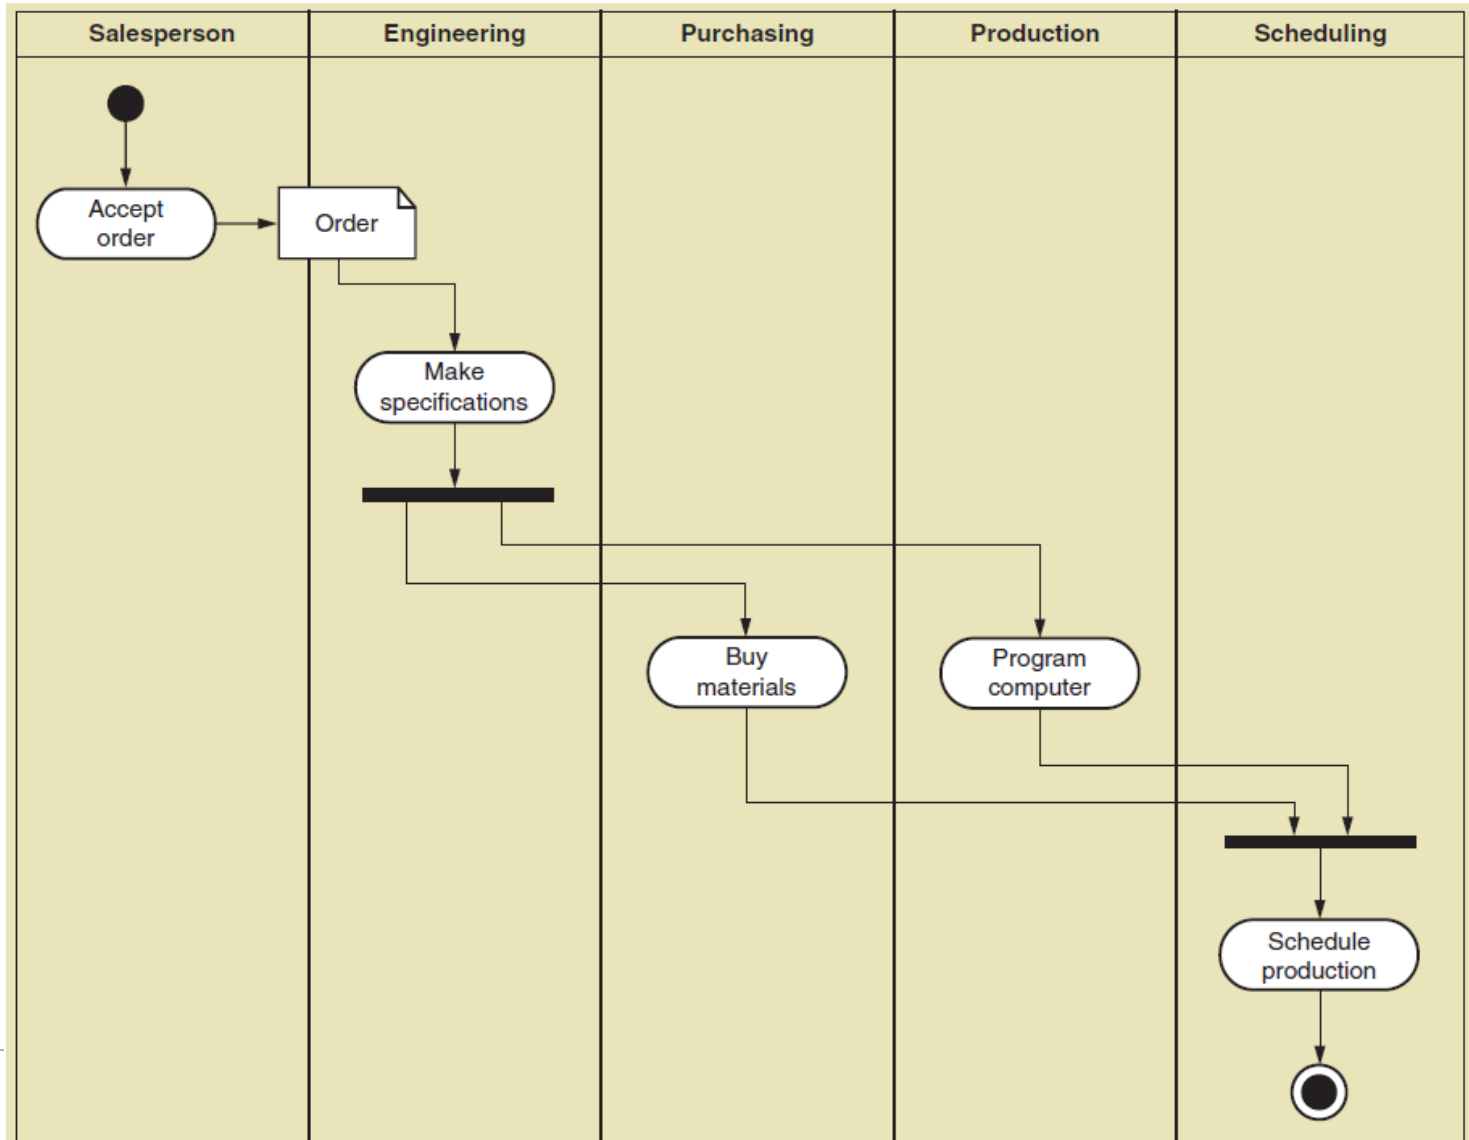 Salesperson
Engineering
Purchasing
Production
Scheduling
Accept
order
Order
Make
specifications
Buy
materials
Program
computer
Schedule
production